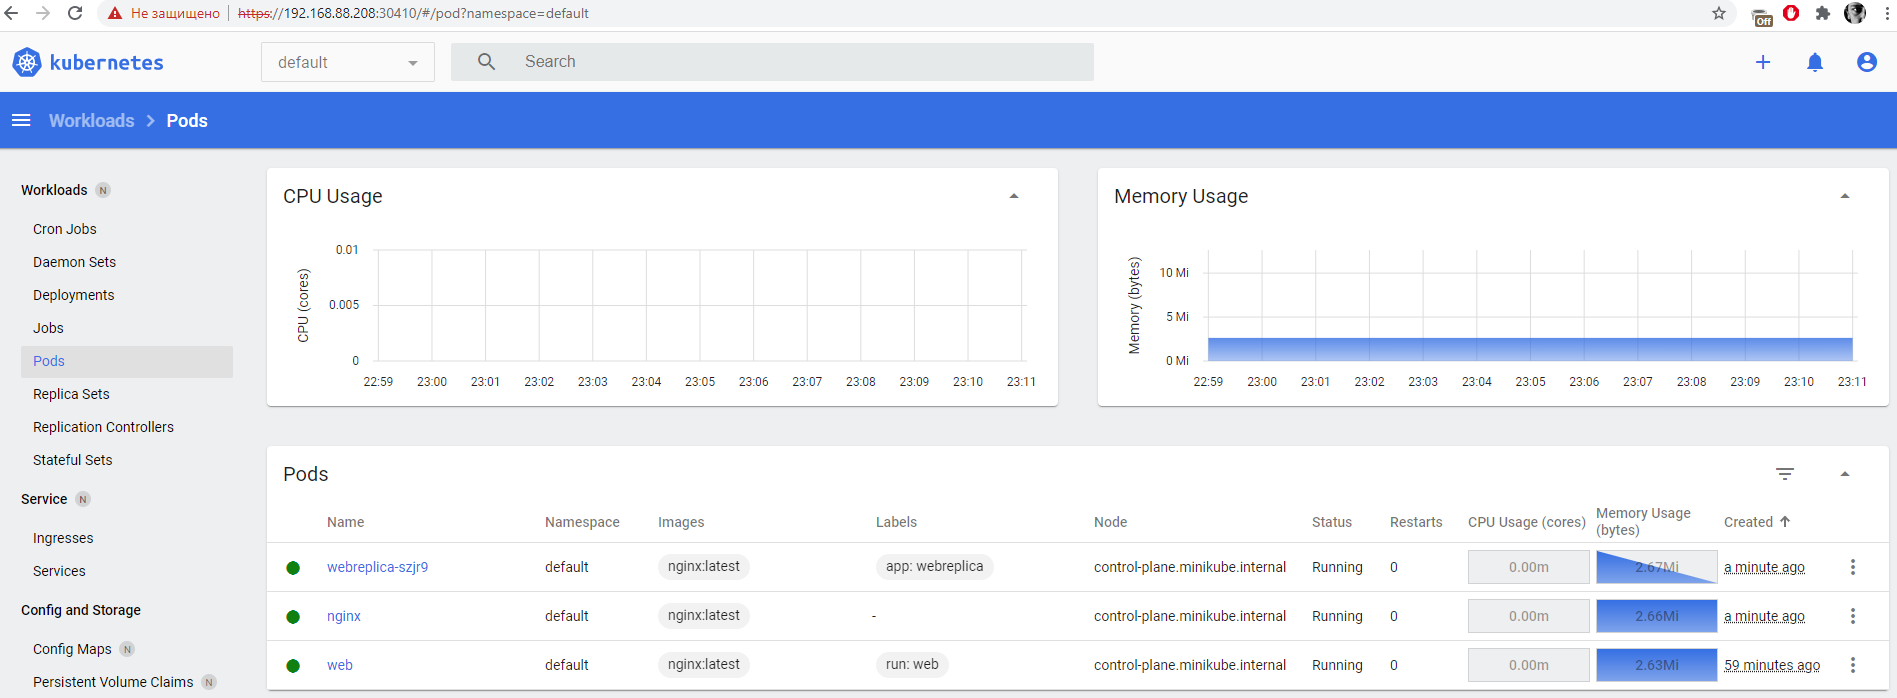 Не защищено https://192.168.88.208:30410/#/pod?namespace=default
Off
kubernetes default Search
Workloads Pods
Workloads N
Cron Jobs
Daemon Sets
Deployments
Jobs
Pods
Replica Sets
Replication Controllers
Stateful Sets
Service N
Ingresses
Services
Config and Storage
Config Maps N
Persistent Volume Claims N
CPU Usage
CPU (cores)
0.01
0.005
0
22:59 23:00 23:01 23:02 23:03 23:04 23:05 23:06 23:07 23:08 23:09 23:10 23:11
Memory Usage
Memory (bytes)
10 Mi
5 Mi
0 Mi
22:59 23:00 23:01 23:02 23:03 23:04 23:05 23:06 23:07 23:08 23:09 23:10 23:11
Pods
Name Namespace Images Labels Node Status Restarts CPU Usage (cores) Memory Usage (bytes) Created
webreplica-szjr9 default nginx:latest app: webreplica control-plane.minikube.internal Running 0 0.00m 2.67Mi a minute ago
nginx default nginx:latest - control-plane.minikube.internal Running 0 0.00m 2.66Mi a minute ago
web default nginx:latest run: web control-plane.minikube.internal Running 0 0.00m 2.63Mi 59 minutes ago